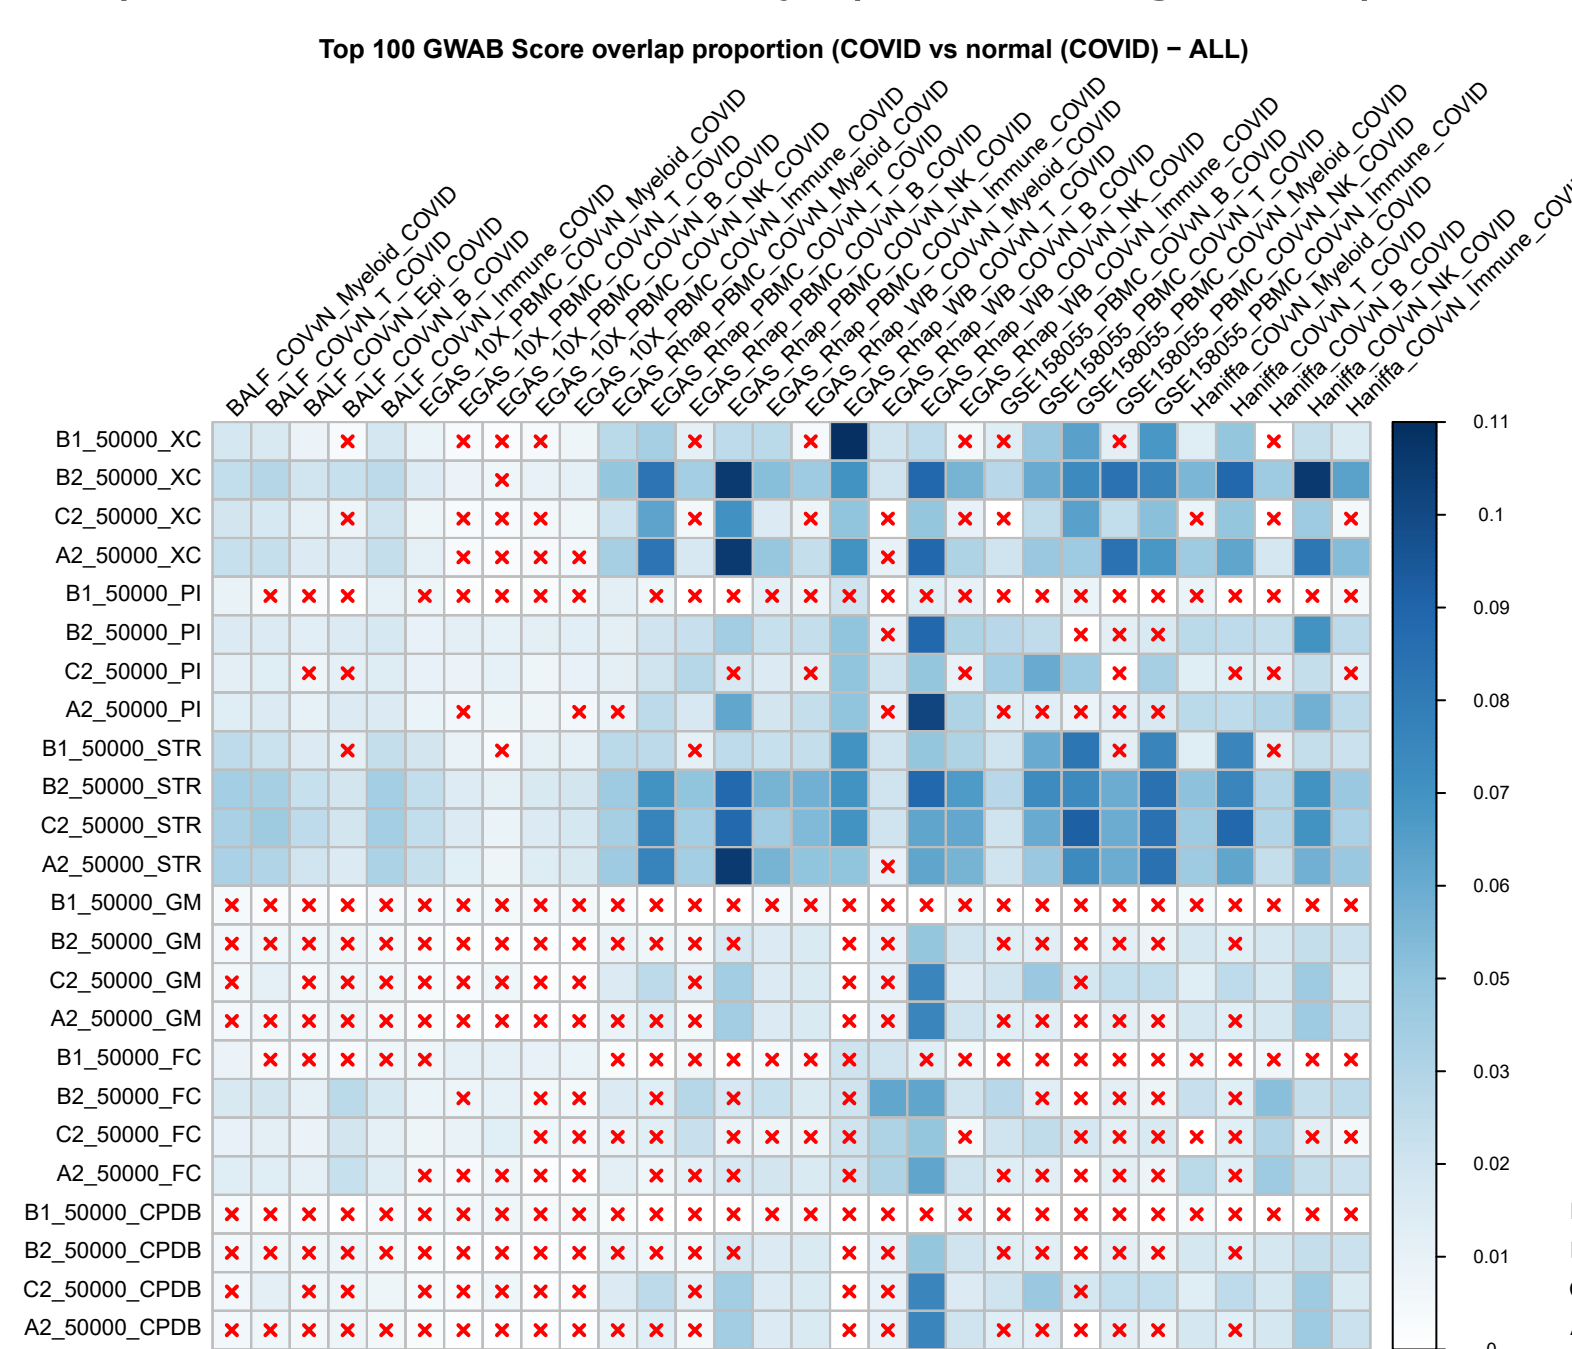 Top 100 GWAB Score overlap proportion (COVID vs normal (COVID) − ALL)
BALF_COVvN_Myeloid_COVID
BALF_COVvN_T_COVID
BALF_COVvN_Epi_COVID
BALF_COVvN_B_COVID
BALF_COVvN_Immune_COVID
EGAS_10X_PBMC_COVvN_Myeloid_COVID
EGAS_10X_PBMC_COVvN_T_COVID
EGAS_10X_PBMC_COVvN_B_COVID
EGAS_10X_PBMC_COVvN_NK_COVID
EGAS_10X_PBMC_COVvN_Immune_COVID
EGAS_Rhap_PBMC_COVvN_Myeloid_COVID
EGAS_Rhap_PBMC_COVvN_T_COVID
EGAS_Rhap_PBMC_COVvN_B_COVID
EGAS_Rhap_PBMC_COVvN_NK_COVID
EGAS_Rhap_PBMC_COVvN_Immune_COVID
EGAS_Rhap_WB_COVvN_Myeloid_COVID
EGAS_Rhap_WB_COVvN_T_COVID
EGAS_Rhap_WB_COVvN_B_COVID
EGAS_Rhap_WB_COVvN_NK_COVID
EGAS_Rhap_WB_COVvN_Immune_COVID
GSE158055_PBMC_COVvN_B_COVID
GSE158055_PBMC_COVvN_T_COVID
GSE158055_PBMC_COVvN_Myeloid_COVID
GSE158055_PBMC_COVvN_NK_COVID
GSE158055_PBMC_COVvN_Immune_COVID
Haniffa_COVvN_Myeloid_COVID
Haniffa_COVvN_T_COVID
Haniffa_COVvN_B_COVID
Haniffa_COVvN_NK_COVID
Haniffa_COVvN_Immune_COVI
B1_50000_XC
B2_50000_XC
C2_50000_XC
A2_50000_XC
B1_50000_PI
B2_50000_PI
C2_50000_PI
A2_50000_PI
B1_50000_STR
B2_50000_STR
C2_50000_STR
A2_50000_STR
B1_50000_GM
B2_50000_GM
C2_50000_GM
A2_50000_GM
B1_50000_FC
B2_50000_FC
C2_50000_FC
A2_50000_FC
B1_50000_CPDB
B2_50000_CPDB
C2_50000_CPDB
A2_50000_CPDB
0.11
0.1
0.09
0.08
0.07
0.06
0.05
0.03
0.02
0.01
0